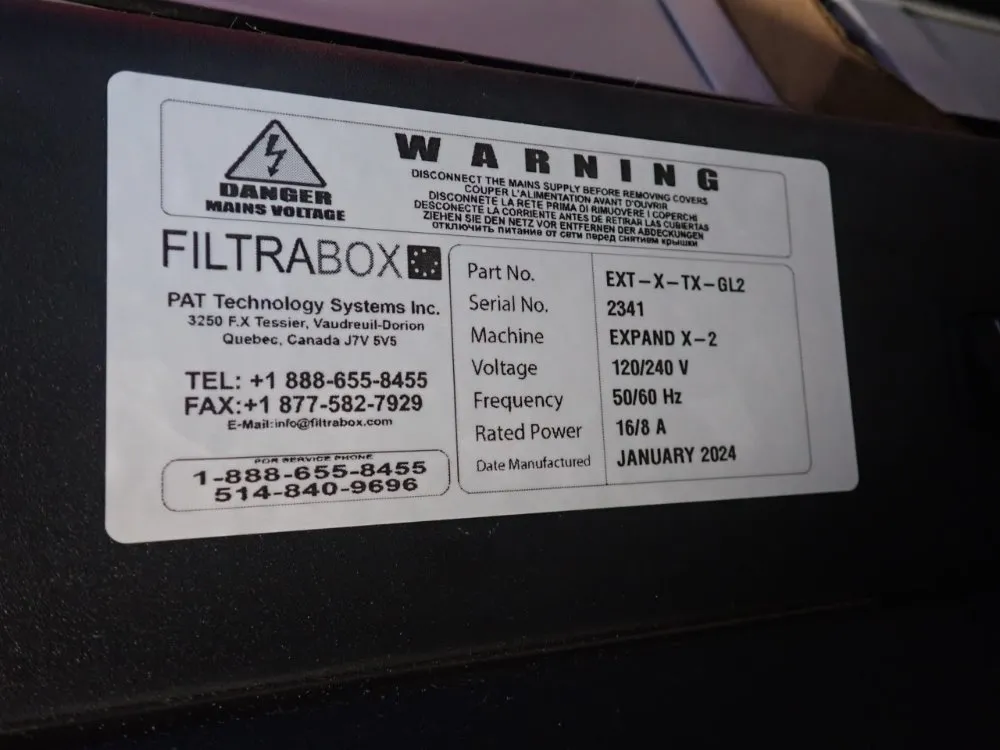 DANGER
MAINS VOLTAGE
WARNING
DISCONNECT THE MAINS SUPPLY BEFORE REMOVING COVERS
COUPER L'ALIMENTATION AVANT D'OUVRIR
DISCONNETE LA RETE PRIMA DI RIMUOVERE I COPERCHI
DESCONECTE LA CORRIENTE ANTES DE RETIRAR LAS CUBIERTAS
ZIEHEN SIE DEN NETZ VOR ENTFERNEN DER ABDECKUNGEN
отключить питание от сети перед снятием крышки
FILTRABOX
PAT Technology Systems Inc.
3250 F.X Tessier, Vaudreuil-Dorion
Quebec, Canada J7V 5V5
TEL: +1 888-655-8455
FAX:+1 877-582-7929
E-Mail:info@filtrabox.com
FOR SERVICE PHONE
1-888-655-8455
514-840-9696
Part No. EXT-X-TX-GL2
Serial No. 2341
Machine EXPAND X-2
Voltage 120/240 V
Frequency 50/60 Hz
Rated Power 16/8 A
Date Manufactured JANUARY 2024